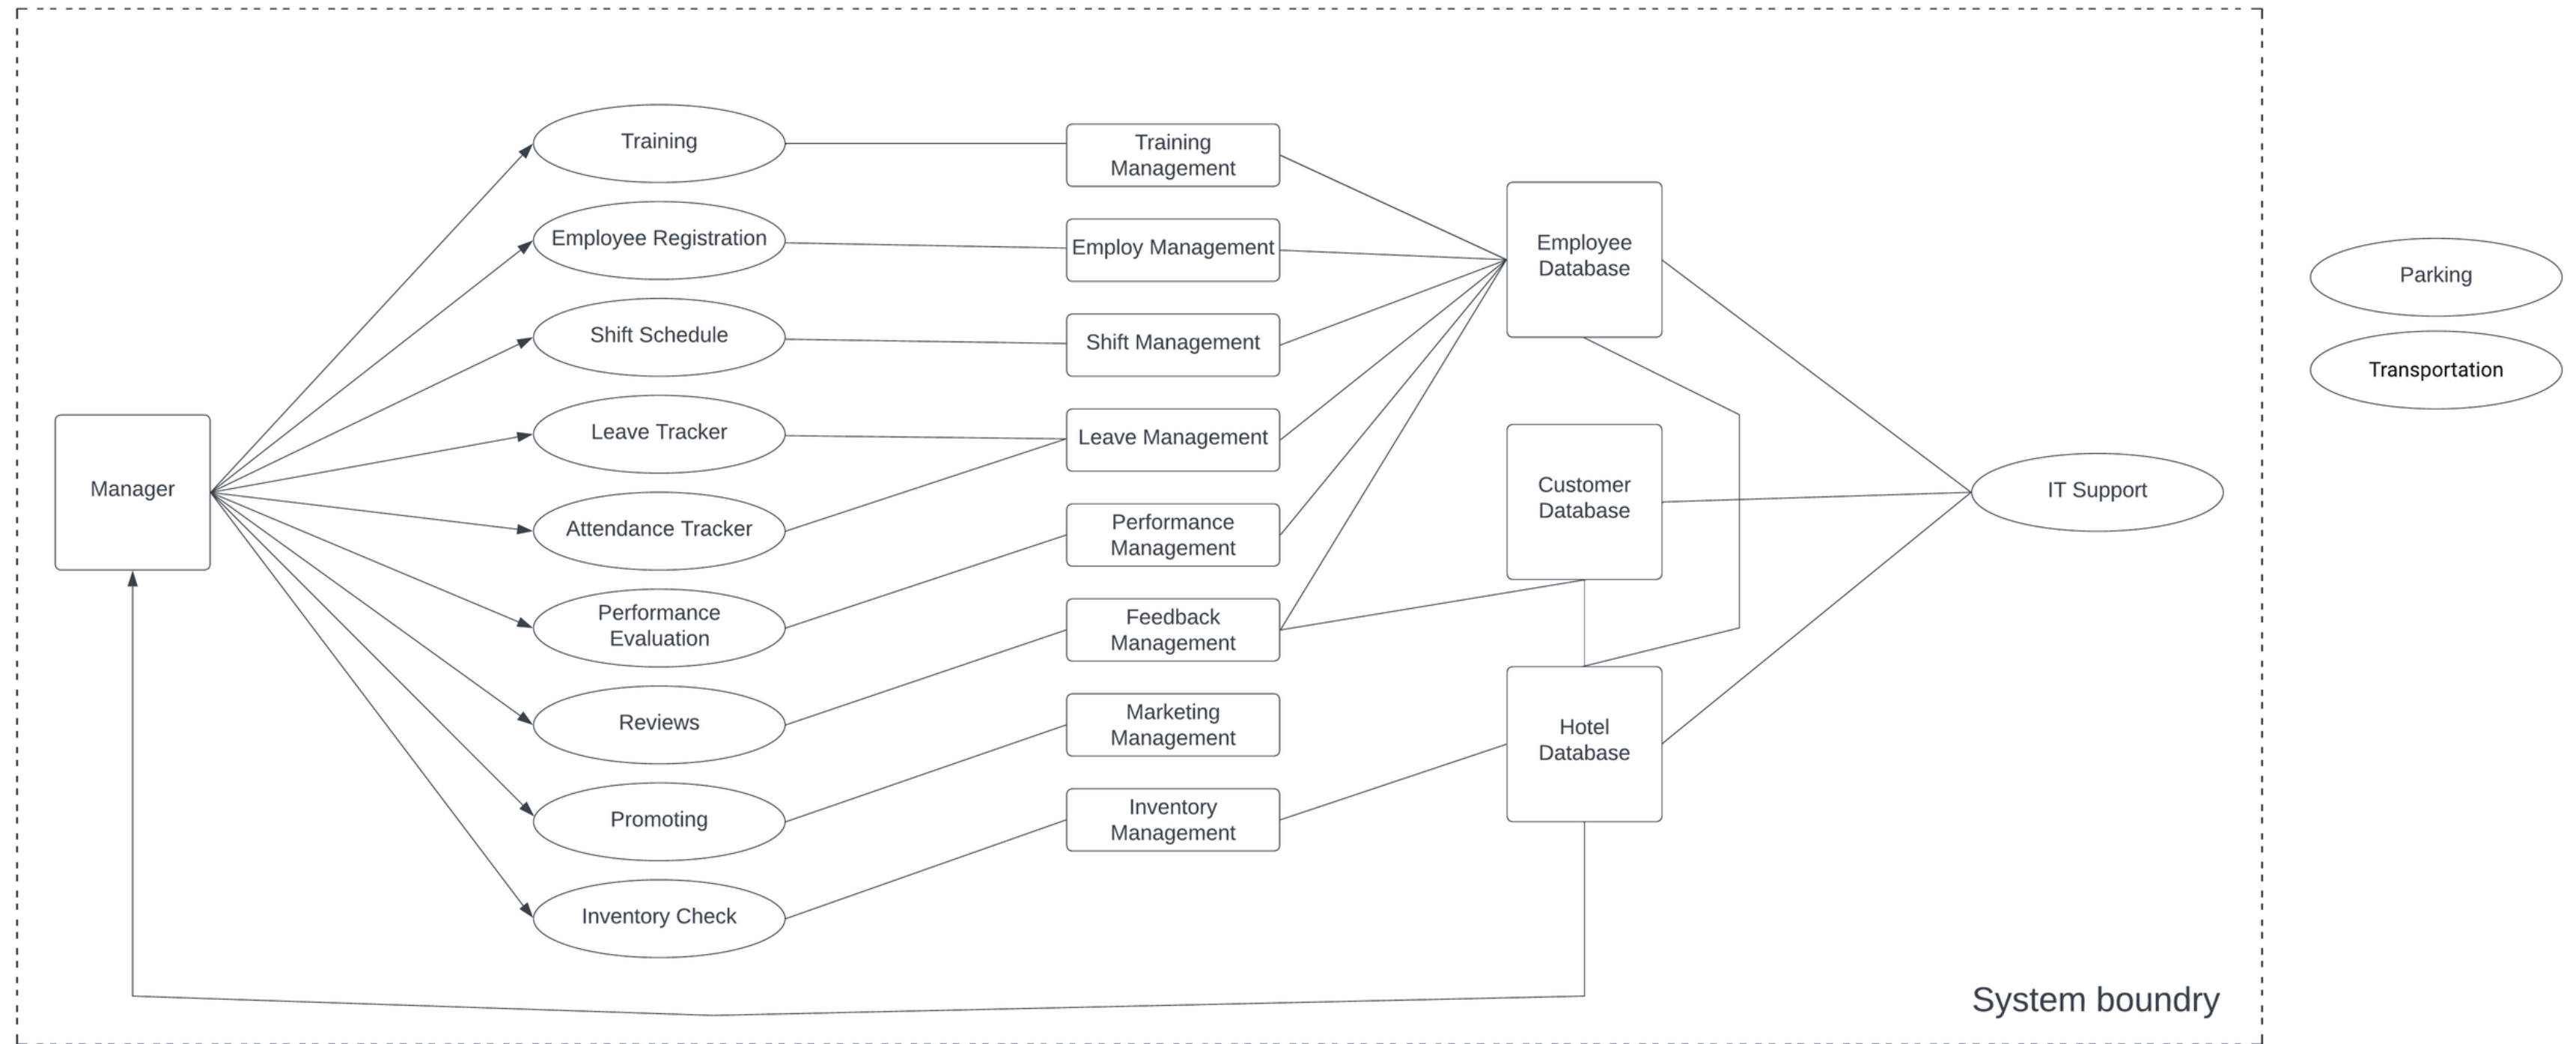 Manager
Training
Employee Registration
Shift Schedule
Leave Tracker
Attendance Tracker
Performance
Evaluation
Reviews
Promoting
Inventory Check
Training
Management
Employ Management
Shift Management
Leave Management
Performance
Management
Feedback
Management
Marketing
Management
Inventory
Management
Employee
Database
Customer
Database
Hotel
Database
IT Support
System boundry
Parking
Transportation